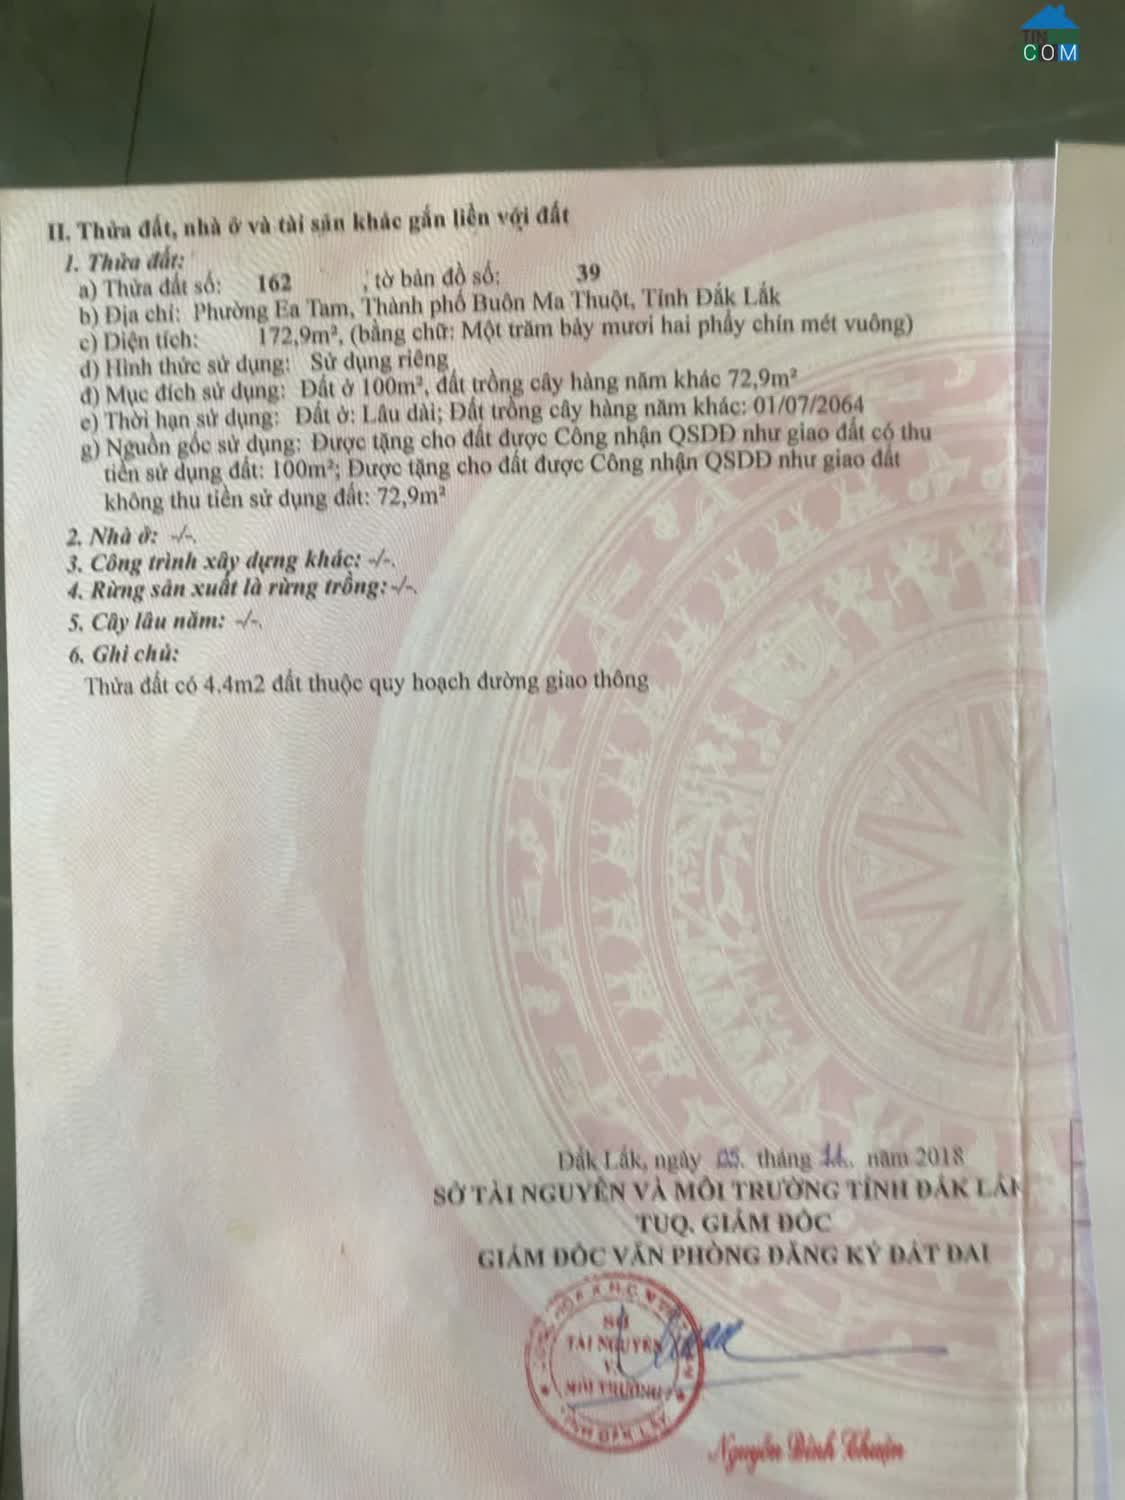 TIN
COM
II. Thửa đất, nhà ở và tài sản khác gắn liền với đất
1. Thửa đất:
a) Thửa đất số: 162 , tờ bản đồ số: 39
b) Địa chỉ: Phường Ea Tam, Thành phố Buôn Ma Thuột, Tỉnh Đắk Lắk
c) Diện tích: 172,9m², (bằng chữ: Một trăm bảy mươi hai phẩy chín mét vuông)
d) Hình thức sử dụng: Sử dụng riêng
đ) Mục đích sử dụng: Đất ở 100m², đất trồng cây hàng năm khác 72,9m²
e) Thời hạn sử dụng: Đất ở: Lâu dài; Đất trồng cây hàng năm khác: 01/07/2064
g) Nguồn gốc sử dụng: Được tặng cho đất được Công nhận QSDĐ như giao đất có thu
tiền sử dụng đất: 100m²; Được tặng cho đất được Công nhận QSDĐ như giao đất
không thu tiền sử dụng đất: 72,9m²
2. Nhà ở: -/-.
3. Công trình xây dựng khác: -/-.
4. Rừng sản xuất là rừng trồng: -/-.
5. Cây lâu năm: -/-.
6. Ghi chú:
Thửa đất có 4.4m2 đất thuộc quy hoạch đường giao thông
Đắk Lắk, ngày 05. tháng 11. năm 2018
SỞ TÀI NGUYÊN VÀ MÔI TRƯỜNG TỈNH ĐẮK LẮK
TUQ. GIÁM ĐỐC
GIÁM ĐỐC VĂN PHÒNG ĐĂNG KÝ ĐẤT ĐAI
SỞ
TÀI NGUYÊN
VÀ
MÔI TRƯỜNG
TỈNH ĐẮK LẮK
Nguyễn Đình Thuận